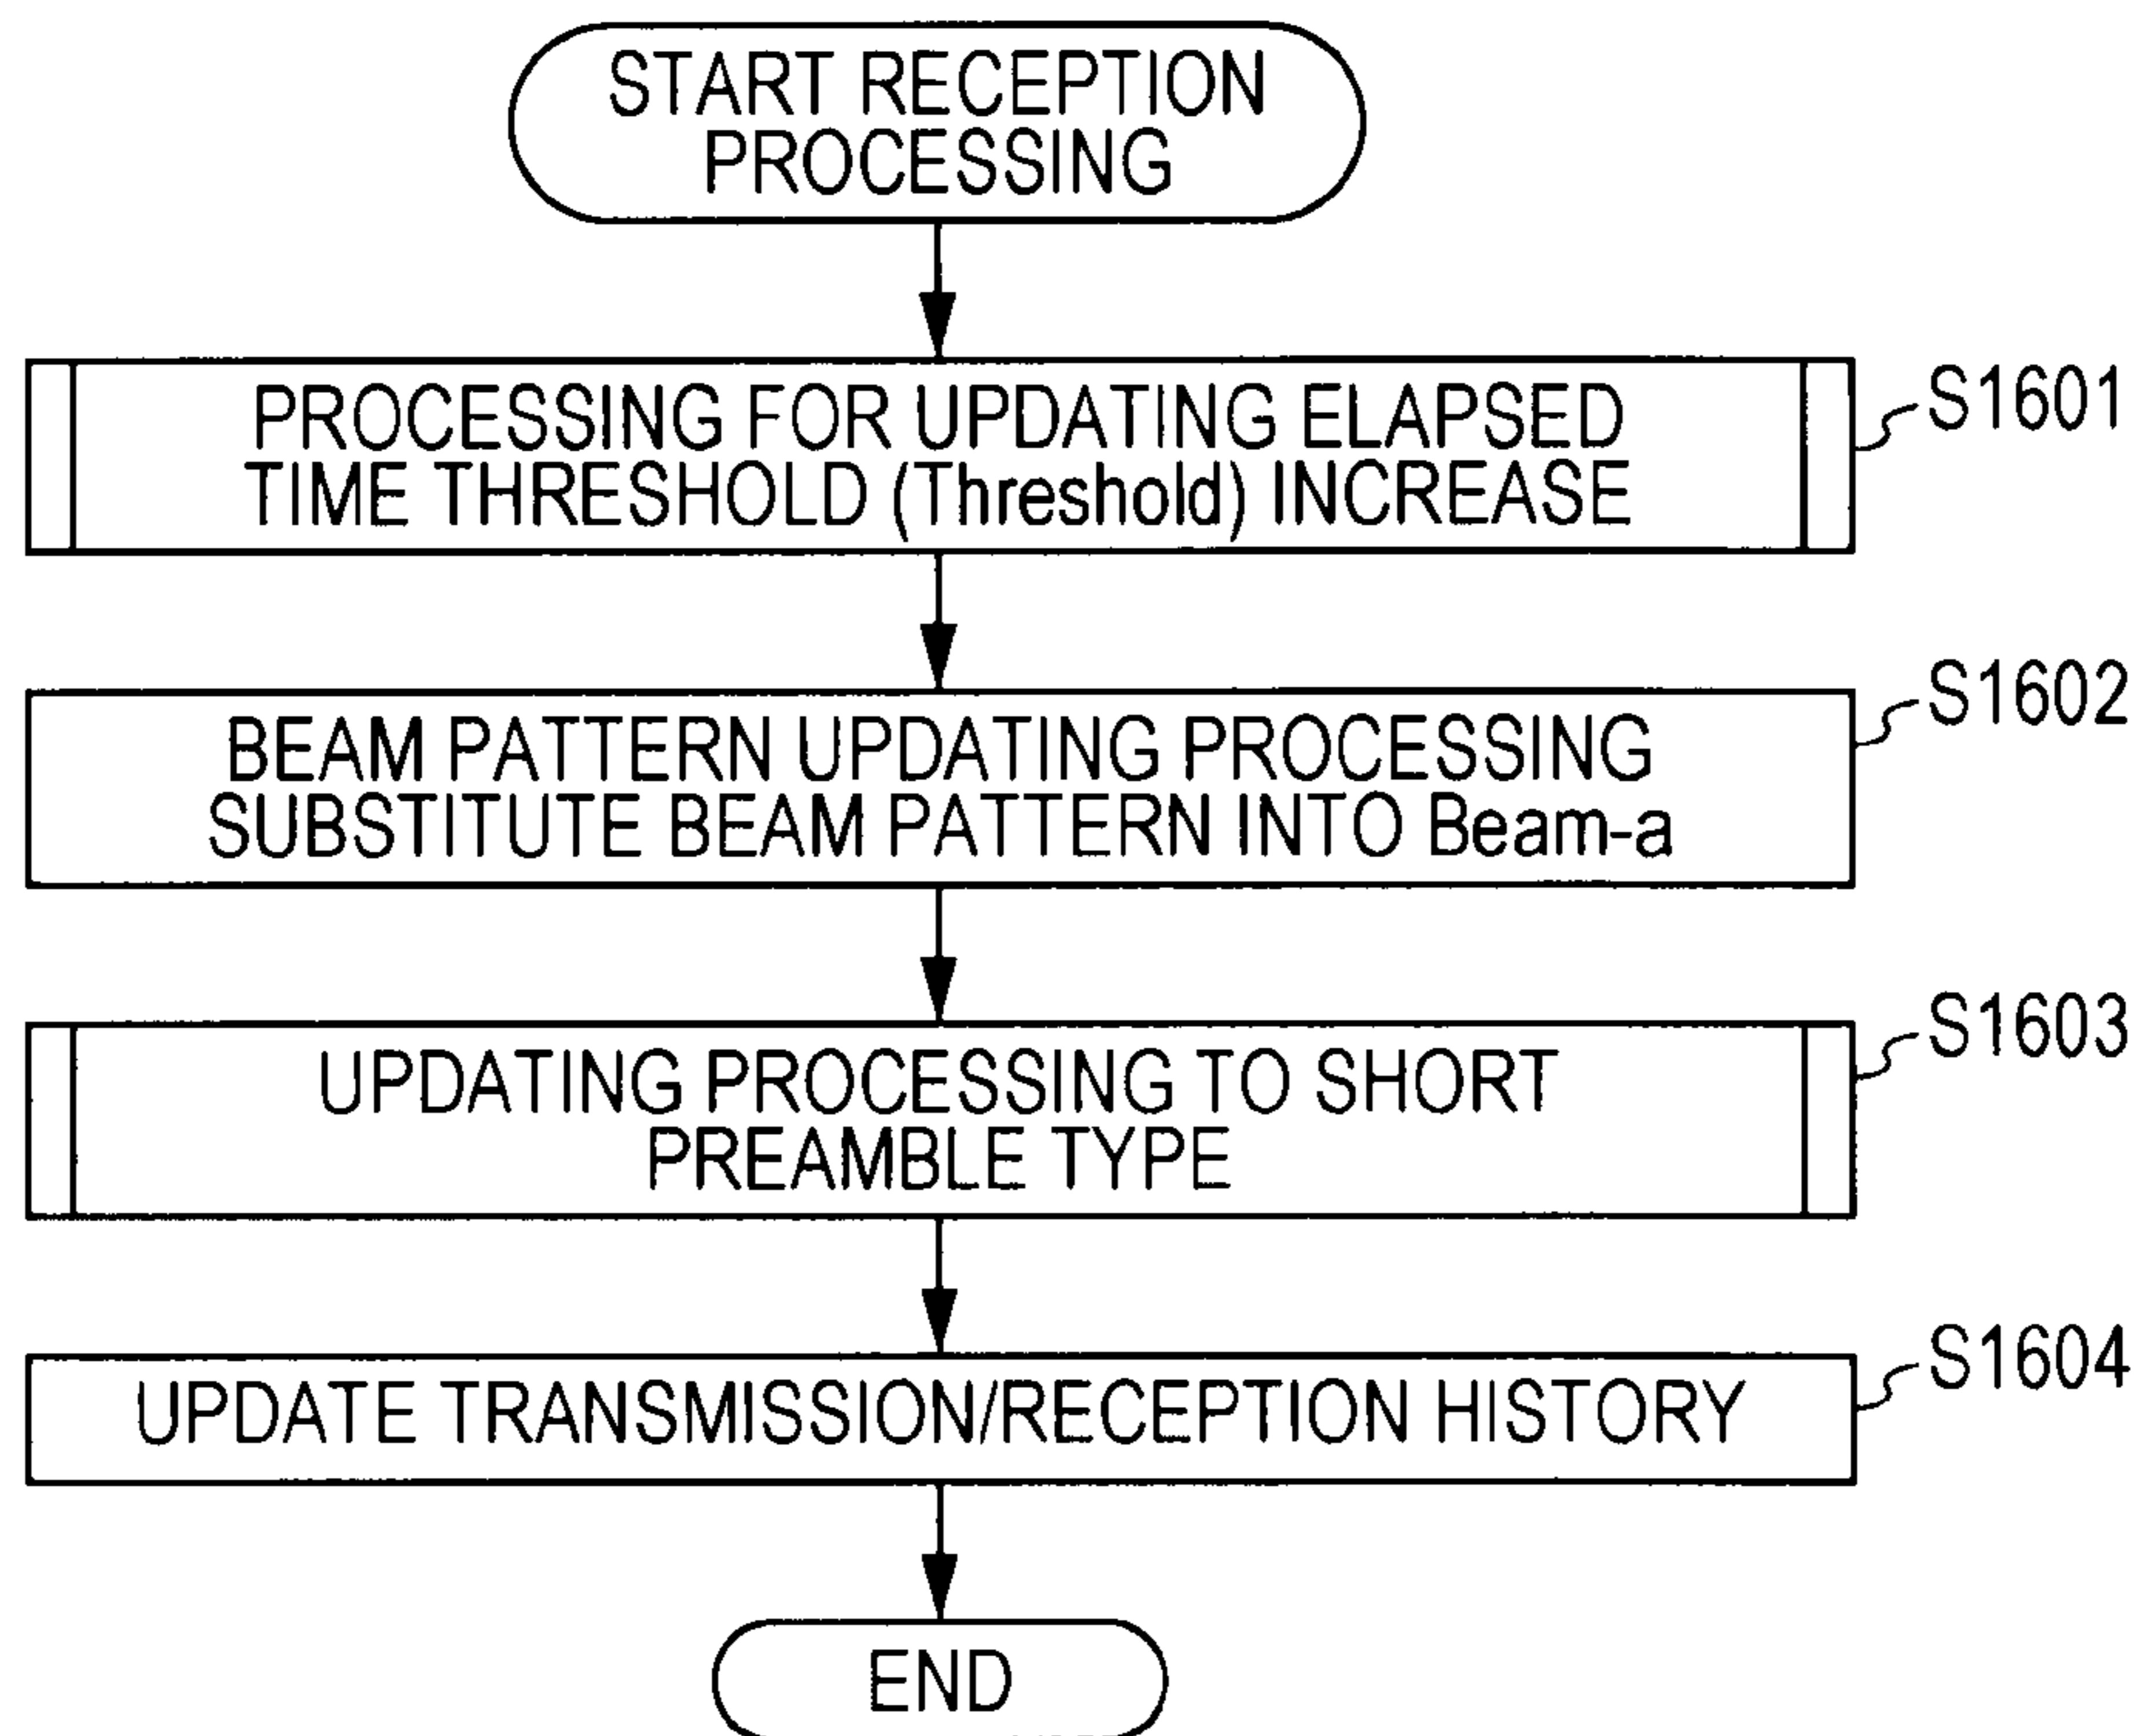 START RECEPTION
PROCESSING
PROCESSING FOR UPDATING ELAPSED
TIME THRESHOLD (Threshold) INCREASE
S1601
BEAM PATTERN UPDATING PROCESSING
SUBSTITUTE BEAM PATTERN INTO Beam-a
S1602
UPDATING PROCESSING TO SHORT
PREAMBLE TYPE
S1603
UPDATE TRANSMISSION/RECEPTION HISTORY
S1604
END